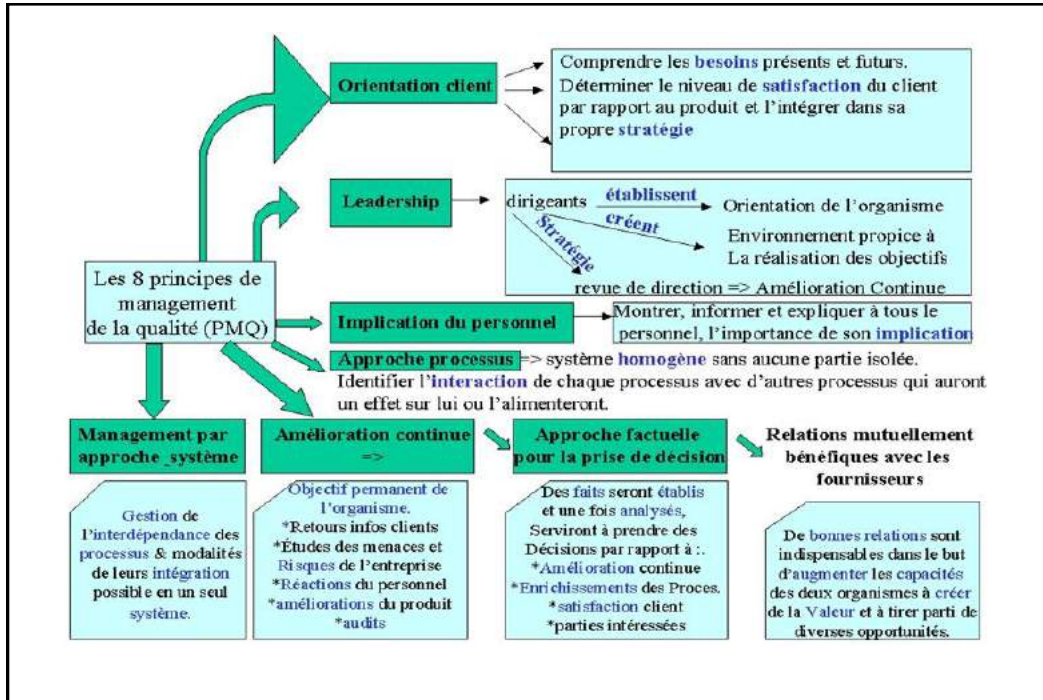 Orientation client
Comprendre les besoins présents et futurs.
Déterminer le niveau de satisfaction du client
par rapport au produit et l'intégrer dans sa
propre stratégie
Leadership
dirigeants
établissent
Orientation de l'organisme
créent
Environnement propice à
La réalisation des objectifs
Stratégie
revue de direction => Amélioration Continue
Les 8 principes de
management
de la qualité (PMQ)
Implication du personnel
Montrer, informer et expliquer à tous le
personnel, l'importance de son implication
Approche processus => système homogène sans aucune partie isolée.
Identifier l'interaction de chaque processus avec d'autres processus qui auront
un effet sur lui ou l'alimenteront.
Management par
approche système
Gestion de
l'interdépendance des
processus & modalités
de leurs intégration
possible en un seul
système.
Amélioration continue
=>
Objectif permanent de
l'organisme.
*Retours infos clients
*Études des menaces et
Risques de l'entreprise
*Réactions du personnel
*améliorations du produit
*audits
Approche factuelle
pour la prise de décision
Des faits seront établis
et une fois analysés,
Serviront à prendre des
Décisions par rapport à :.
*Amélioration continue
*Enrichissements des Proces.
*satisfaction client
*parties intéressées
Relations mutuellement
bénéfiques avec les
fournisseurs
De bonnes relations sont
indispensables dans le but
d'augmenter les capacités
des deux organismes à créer
de la Valeur et à tirer parti de
diverses opportunités.